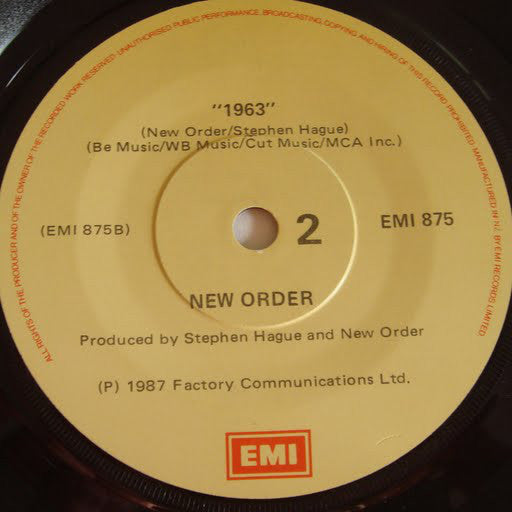 ALL RIGHTS OF THE PRODUCER AND OF THE OWNER OF THE RECORDED WORK RESERVED. UNAUTHORISED PUBLIC PERFORMANCE, BROADCASTING, COPYING AND HIRING OF THIS RECORD PROHIBITED. MANUFACTURED IN N.Z. BY EMI RECORDS LIMITED
"1963"
(New Order/Stephen Hague)
(Be Music/WB Music/Cut Music/MCA Inc.)
(EMI 875B)
2
EMI 875
NEW ORDER
Produced by Stephen Hague and New Order
(P) 1987 Factory Communications Ltd.
EMI